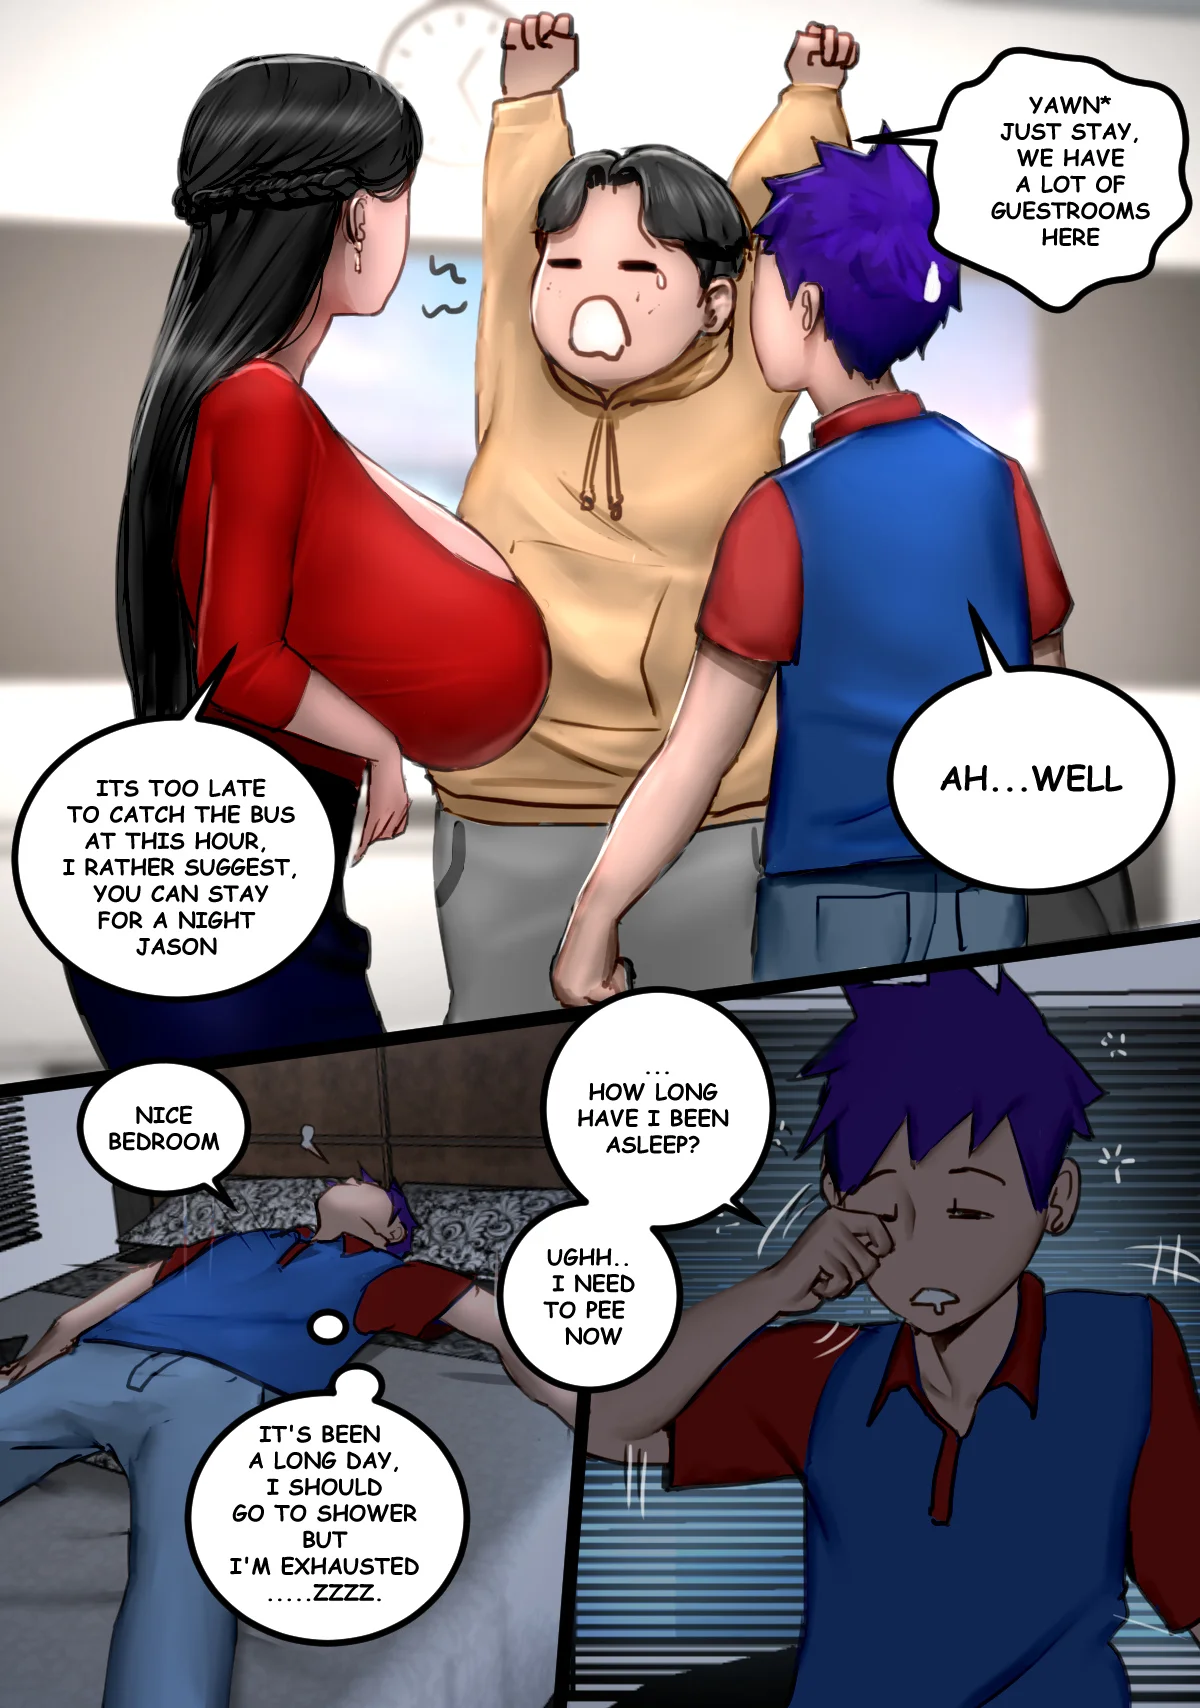 YAWN*
JUST STAY,
WE HAVE
A LOT OF
GUESTROOMS
HERE
ITS TOO LATE
TO CATCH THE BUS
AT THIS HOUR,
I RATHER SUGGEST,
YOU CAN STAY
FOR A NIGHT
JASON
AH...WELL
NICE
BEDROOM
IT'S BEEN
A LONG DAY,
I SHOULD
GO TO SHOWER
BUT
I'M EXHAUSTED
.....ZZZZ.
...
HOW LONG
HAVE I BEEN
ASLEEP?
UGHH..
I NEED
TO PEE
NOW